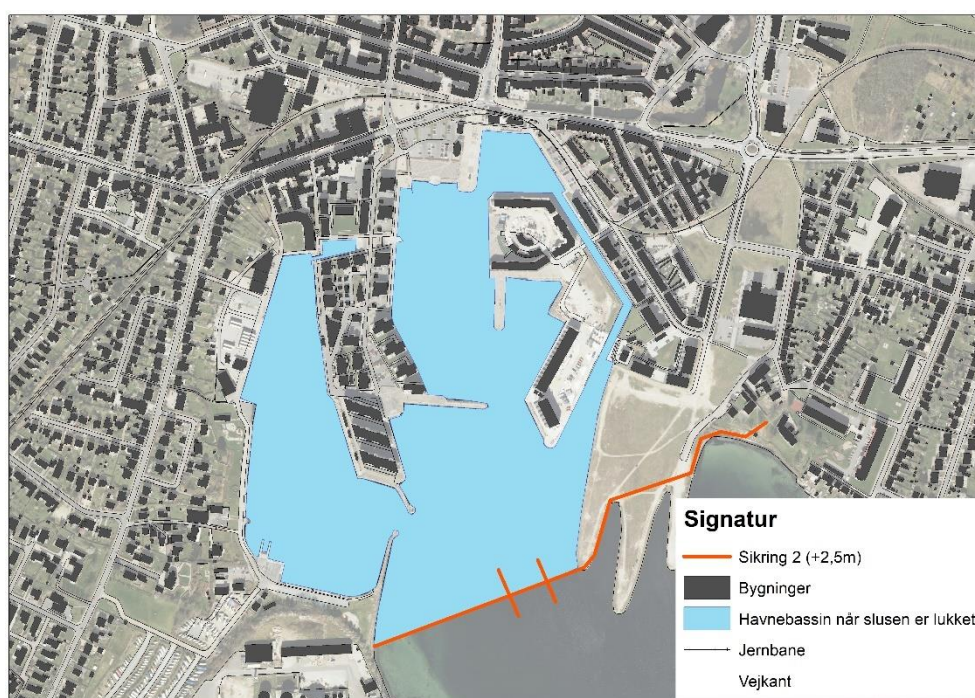 Signatur
Sikring 2 (+2,5m)
Bygninger
Havnebassin når slusen er lukket
Jernbane
Vejkant